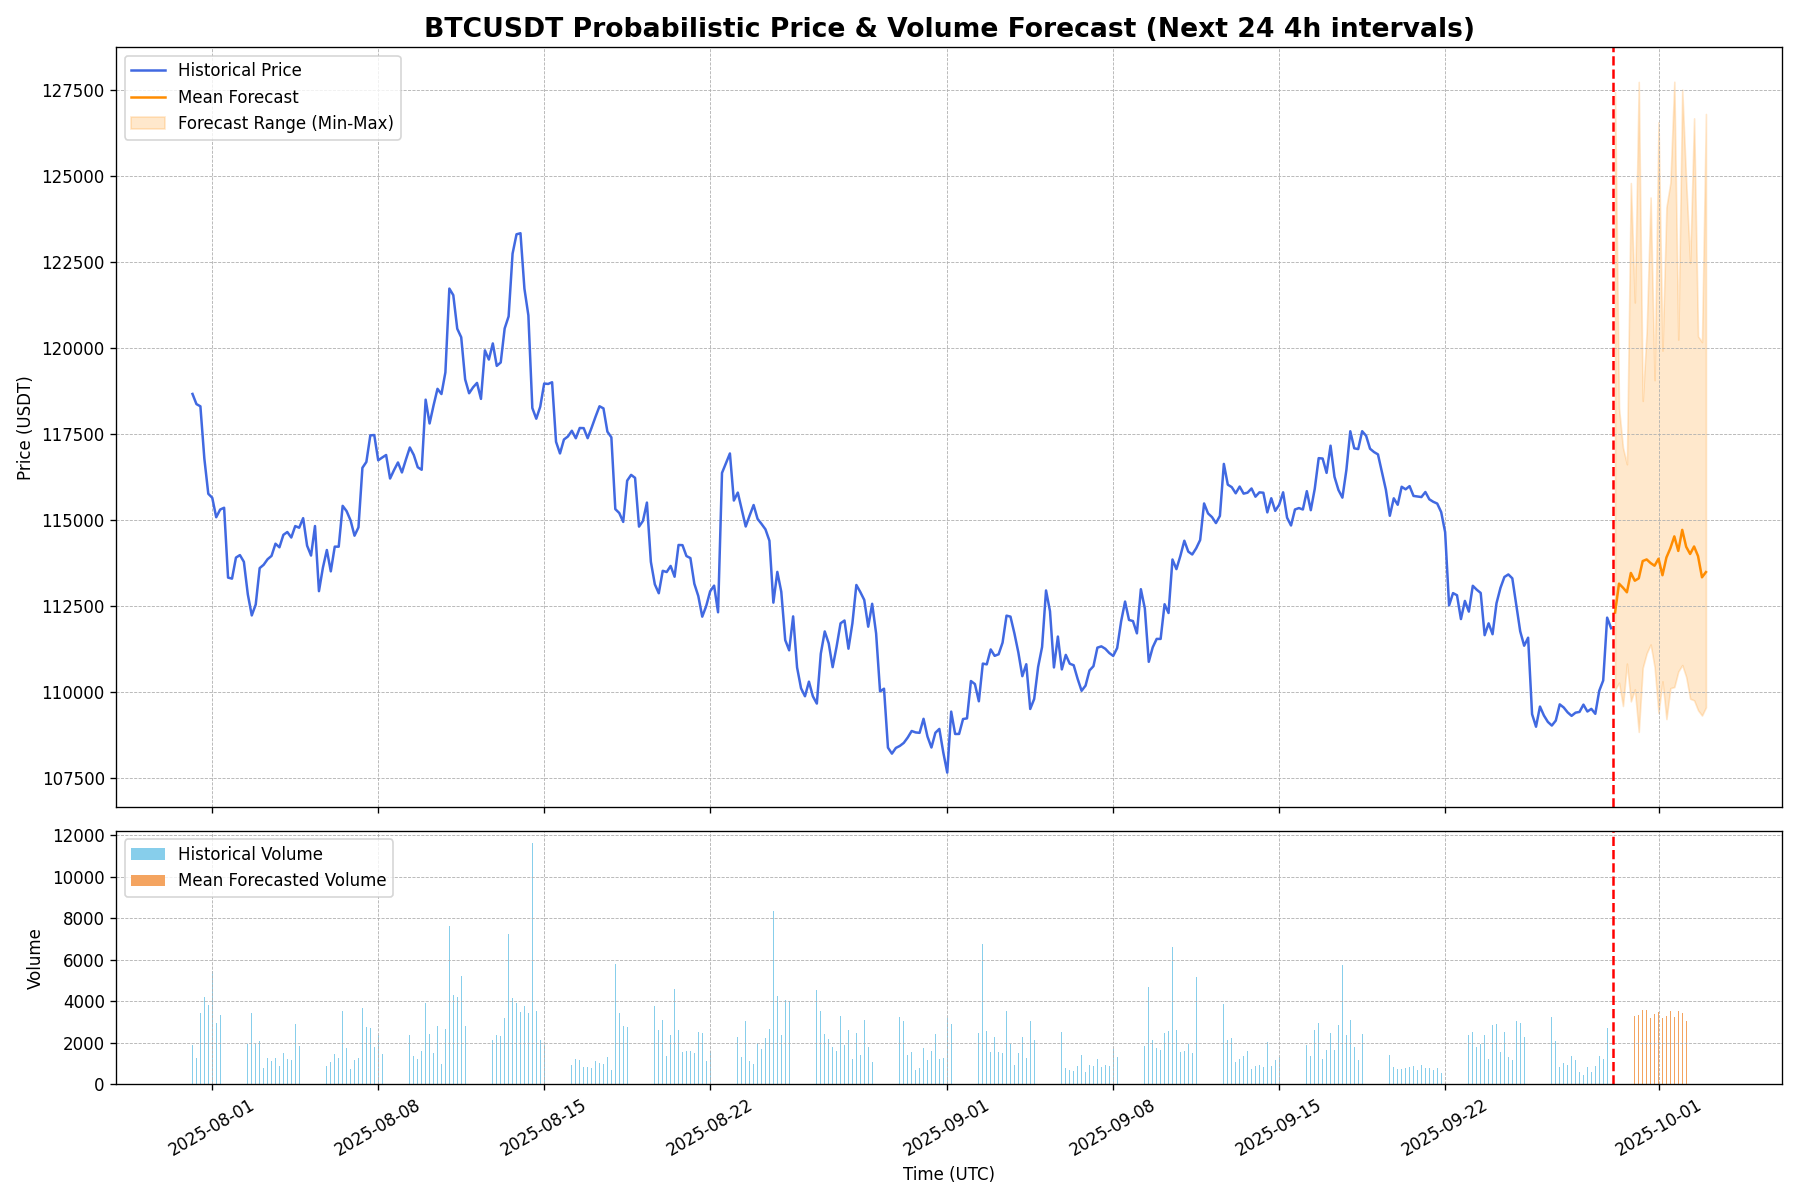 BTCUSDT Probabilistic Price & Volume Forecast (Next 24 4h intervals)
Historical Price
Mean Forecast
Forecast Range (Min-Max)
127500
125000
122500
120000
117500
115000
112500
110000
107500
Price (USDT)
Historical Volume
Mean Forecasted Volume
12000
10000
8000
6000
4000
2000
0
Volume
2025-08-01
2025-08-08
2025-08-15
2025-08-22
2025-09-01
2025-09-08
2025-09-15
2025-09-22
2025-10-01
Time (UTC)